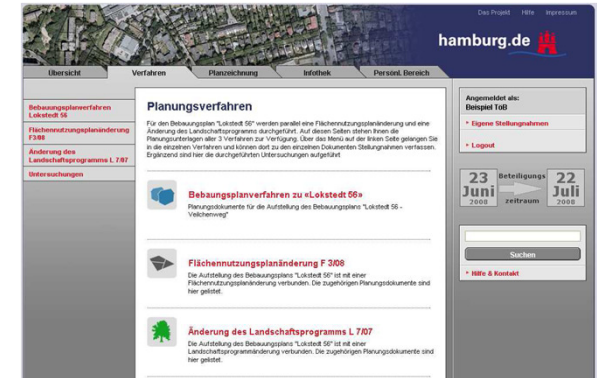 Das Projekt Hilfe Impressum
hamburg.de
Übersicht Verfahren Planzeichnung Infothek Persönl. Bereich
Bebauungsplanverfahren
Lokstedt 56
Flächennutzungsplanänderung
F3/08
Änderung des
Landschaftsprogramms L 7/07
Untersuchungen
Planungsverfahren
Für den Bebauungsplan "Lokstedt 56" werden parallel eine Flächennutzungsplanänderung und eine
Änderung des Landschaftsprogramms durchgeführt. Auf diesen Seiten stehen Ihnen die
Planungsunterlagen aller 3 Verfahren zur Verfügung. Über das Menü auf der linken Seite gelangen Sie
in die einzelnen Verfahren und können dort zu den einzelnen Dokumenten Stellungnahmen verfassen.
Ergänzend sind hier die durchgeführten Untersuchungen aufgeführt
Bebaungsplanverfahren zu «Lokstedt 56»
Planungsdokumente für die Aufstellung des Bebauungsplans "Lokstedt 56 -
Veilchenweg"
Flächennutzungsplanänderung F 3/08
Die Aufstellung des Bebauungsplans "Lokstedt 56" ist mit einer
Flächennutzungsplanänderung verbunden. Die zugehörigen Planungsdokumente sind
hier gelistet.
Änderung des Landschaftsprogramms L 7/07
Die Aufstellung des Bebauungsplans "Lokstedt 56" ist mit einer
Landschaftsprogrammänderung verbunden. Die zugehörigen Planungsdokumente sind
hier gelistet.
Angemeldet als:
Beispiel TöB
Eigene Stellungnahmen
Logout
23 Beteiligungs 22
Juni Juli
2008 zeitraum 2008
Suchen
Hilfe & Kontakt